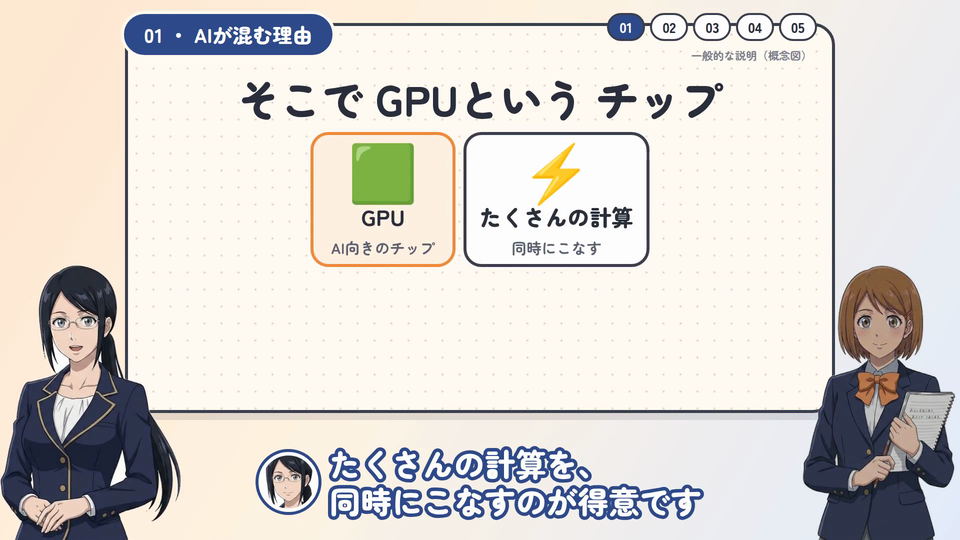 01 ・ AIが混む理由
01 02 03 04 05
一般的な説明（概念図）
そこで GPUという チップ
GPU
AI向きのチップ
たくさんの計算
同時にこなす
たくさんの計算を、
同時にこなすのが得意です